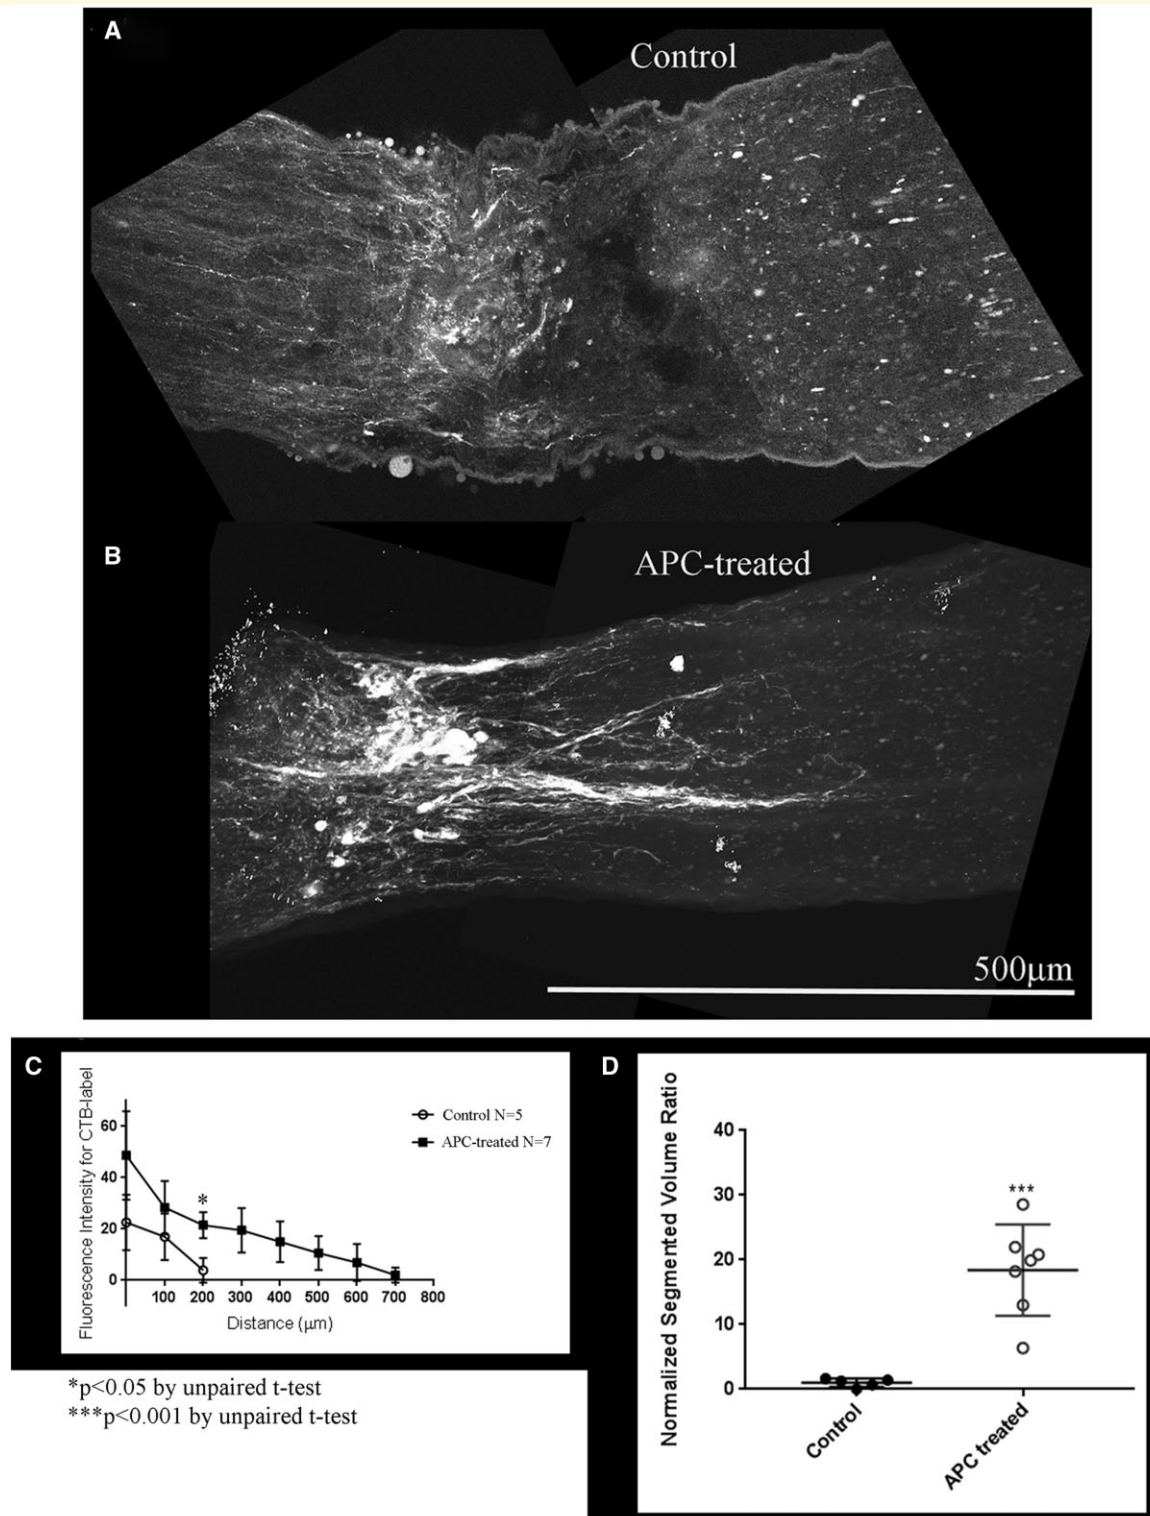 A
Control
B
APC-treated
500µm
C
Fluorescence Intensity for CTB-label
60
40
20
0
100 200 300 400 500 600 700 800
Distance (µm)
*
Control N=5
APC-treated N=7
*p<0.05 by unpaired t-test
***p<0.001 by unpaired t-test
D
Normalized Segmented Volume Ratio
40
30
20
10
0
***
Control
APC treated